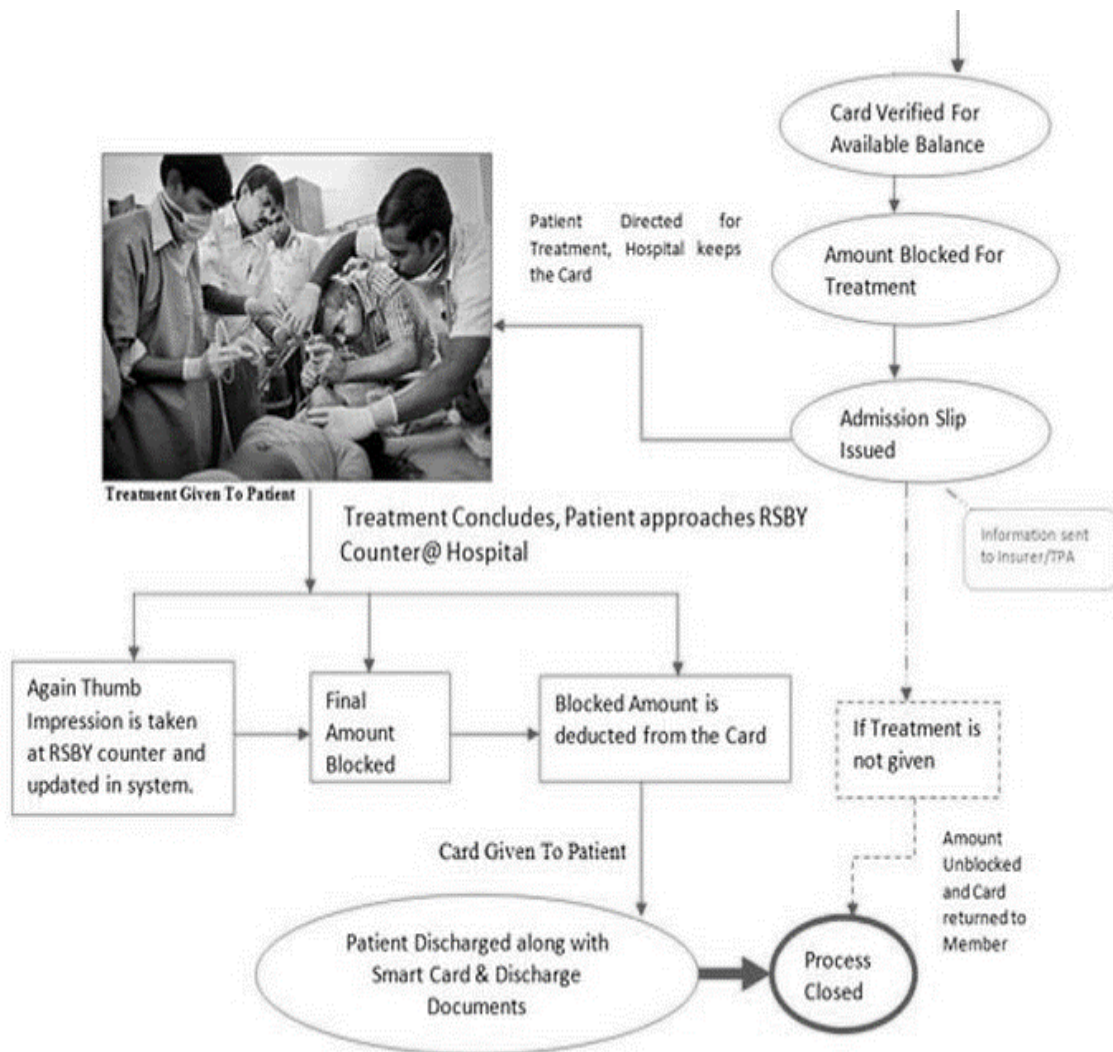 Card Verified For
Available Balance
Patient Directed for
Treatment, Hospital keeps
the Card
Amount Blocked For
Treatment
Admission Slip
Issued
Treatment Given To Patient
Information sent
to Insurer/TPA
Treatment Concludes, Patient approaches RSBY
Counter@ Hospital
Again Thumb
Impression is taken
at RSBY counter and
updated in system.
Final
Amount
Blocked
Blocked Amount is
deducted from the Card
If Treatment is
not given
Card Given To Patient
Amount
Unblocked
and Card
returned to
Member
Patient Discharged along with
Smart Card & Discharge
Documents
Process
Closed